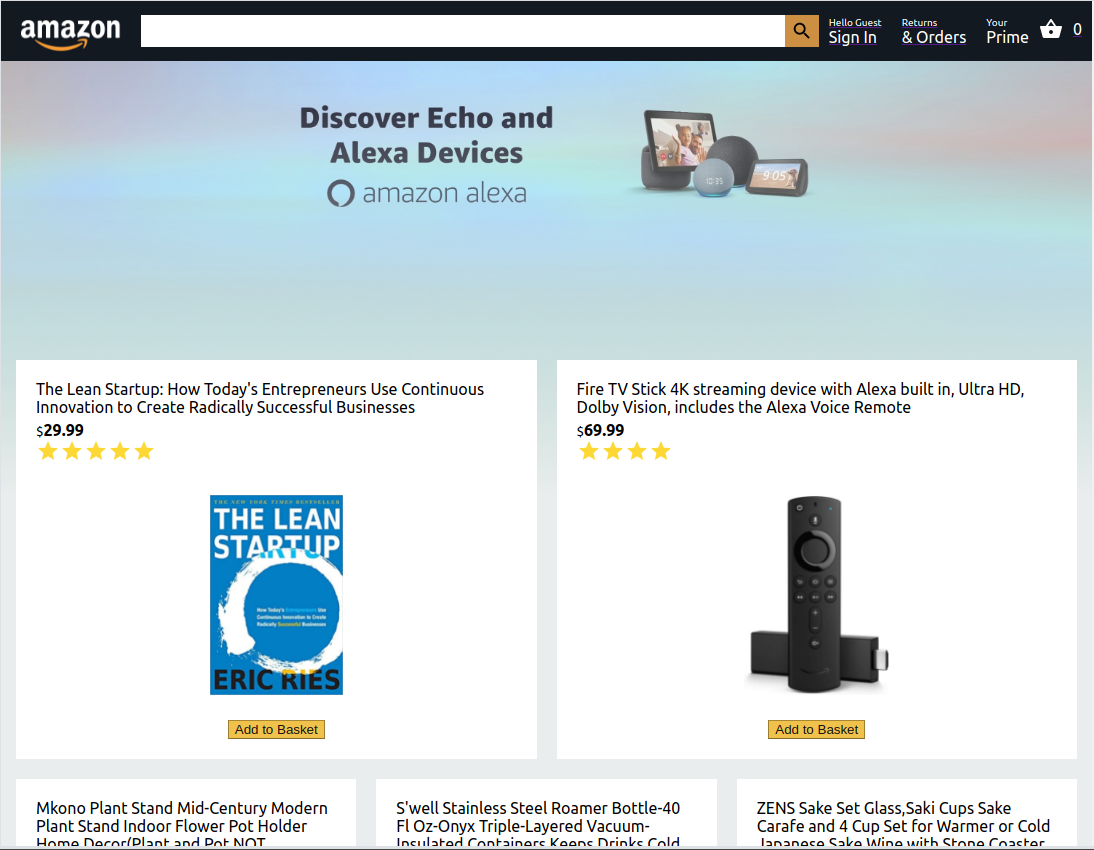 amazon
Hello Guest
Sign In
Returns
& Orders
Your
Prime
0
Discover Echo and
Alexa Devices
amazon alexa
10:35
9:05
The Lean Startup: How Today's Entrepreneurs Use Continuous
Innovation to Create Radically Successful Businesses
$29.99
THE NEW YORK TIMES BESTSELLER
THE LEAN
STARTUP
How Today's Entrepreneurs Use
Continuous Innovation to Create
Radically Successful Businesses
ERIC RIES
Add to Basket
Fire TV Stick 4K streaming device with Alexa built in, Ultra HD,
Dolby Vision, includes the Alexa Voice Remote
$69.99
Add to Basket
Mkono Plant Stand Mid-Century Modern
Plant Stand Indoor Flower Pot Holder
Home Decor(Plant and Pot NOT
S'well Stainless Steel Roamer Bottle-40
Fl Oz-Onyx Triple-Layered Vacuum-
Insulated Containers Keeps Drinks Cold
ZENS Sake Set Glass,Saki Cups Sake
Carafe and 4 Cup Set for Warmer or Cold
Japanese Sake Wine with Stone Coaster